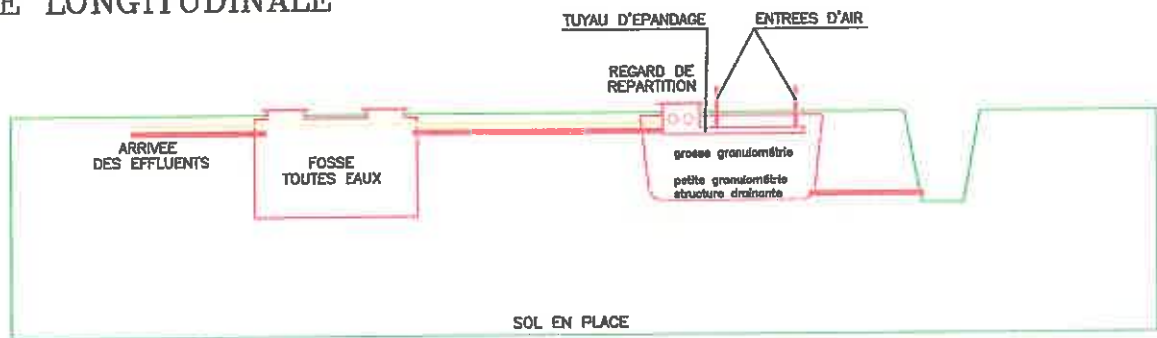 E LONGITUDINALE
TUYAU D'EPANDAGE
ENTREES D'AIR
REGARD DE
REPARTITION
ARRIVEE
DES EFFLUENTS
FOSSE
TOUTES EAUX
grosse granulométrie
petite granulométrie
structure drainante
SOL EN PLACE